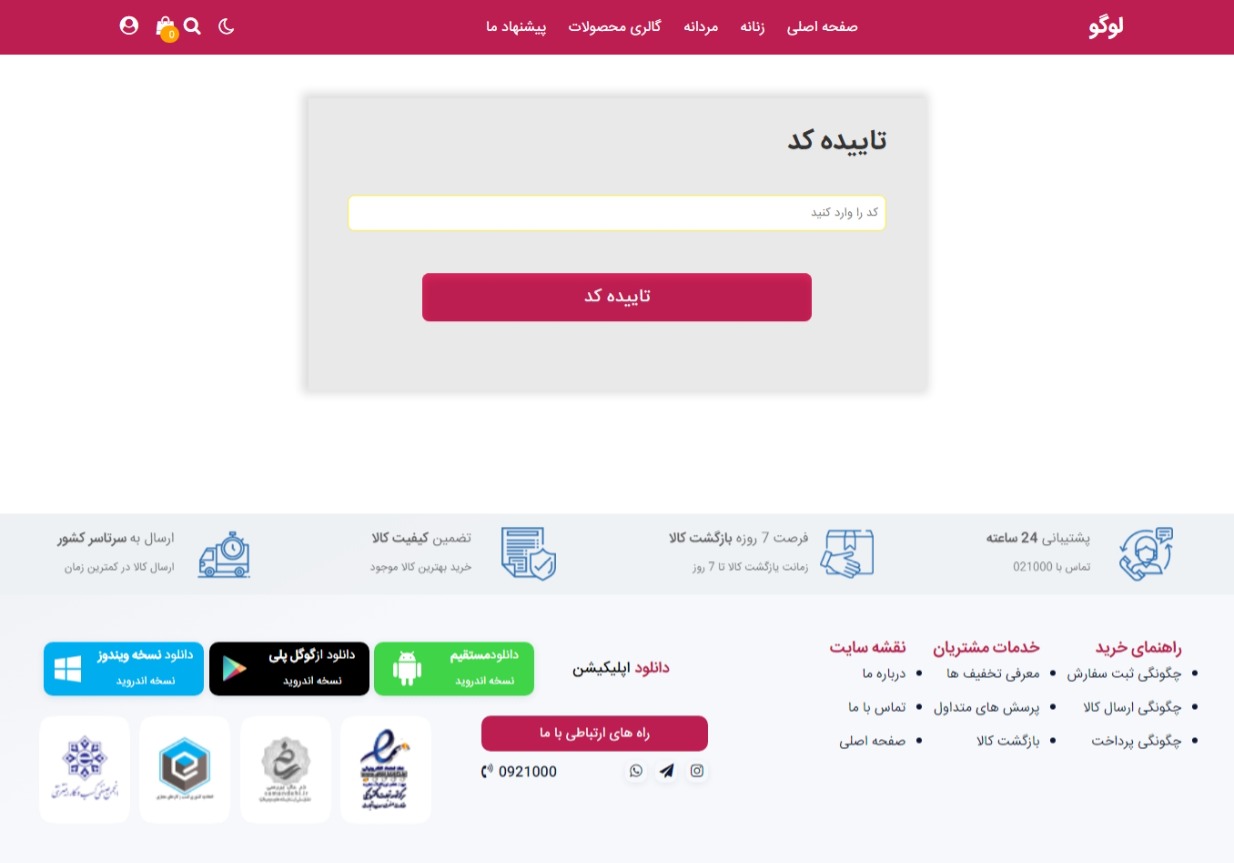 لوگو
صفحه اصلی
زنانه
مردانه
گالری محصولات
پیشنهاد ما
0
تاییده کد
کد را وارد کنید
تاییده کد
پشتیبانی 24 ساعته
تماس با 021000
فرصت 7 روزه بازگشت کالا
زمانت بازگشت کالا تا 7 روز
تضمین کیفیت کالا
خرید بهترین کالا موجود
ارسال به سرتاسر کشور
ارسال کالا در کمترین زمان
راهنمای خرید
چگونگی ثبت سفارش
چگونگی ارسال کالا
چگونگی پرداخت
خدمات مشتریان
معرفی تخفیف ها
پرسش های متداول
بازگشت کالا
نقشه سایت
درباره ما
تماس با ما
صفحه اصلی
دانلود اپلیکیشن
دانلودمستقیم
نسخه اندروید
دانلود ازگوگل پلی
نسخه اندروید
دانلود نسخه ویندوز
نسخه اندروید
راه های ارتباطی با ما
0921000
در حال بررسی
samandehi.ir